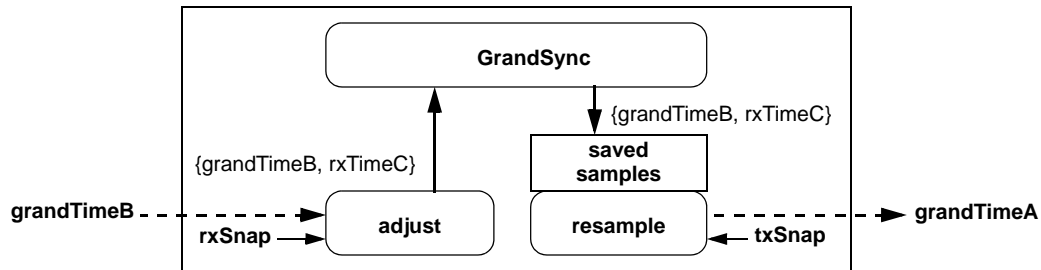 GrandSync
{grandTimeB, rxTimeC}
saved
samples
{grandTimeB, rxTimeC}
grandTimeB
adjust
resample
grandTimeA
rxSnap
txSnap